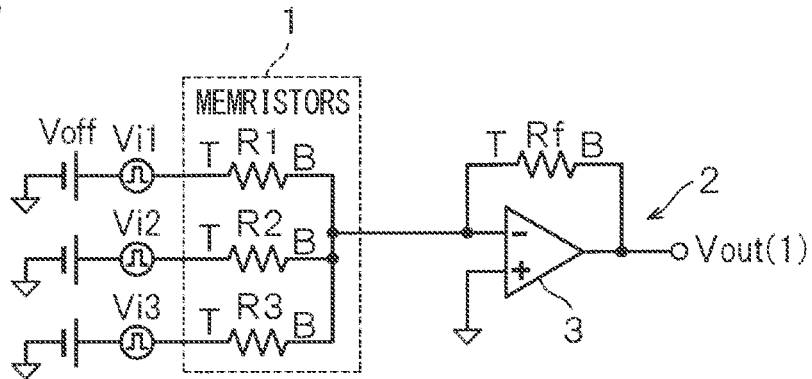 1
MEMRISTORS
Voff Vi1 T R1 B
T Rf B
2
Vi2 T R2 B
- Vout(1)
+
Vi3 T R3 B
3